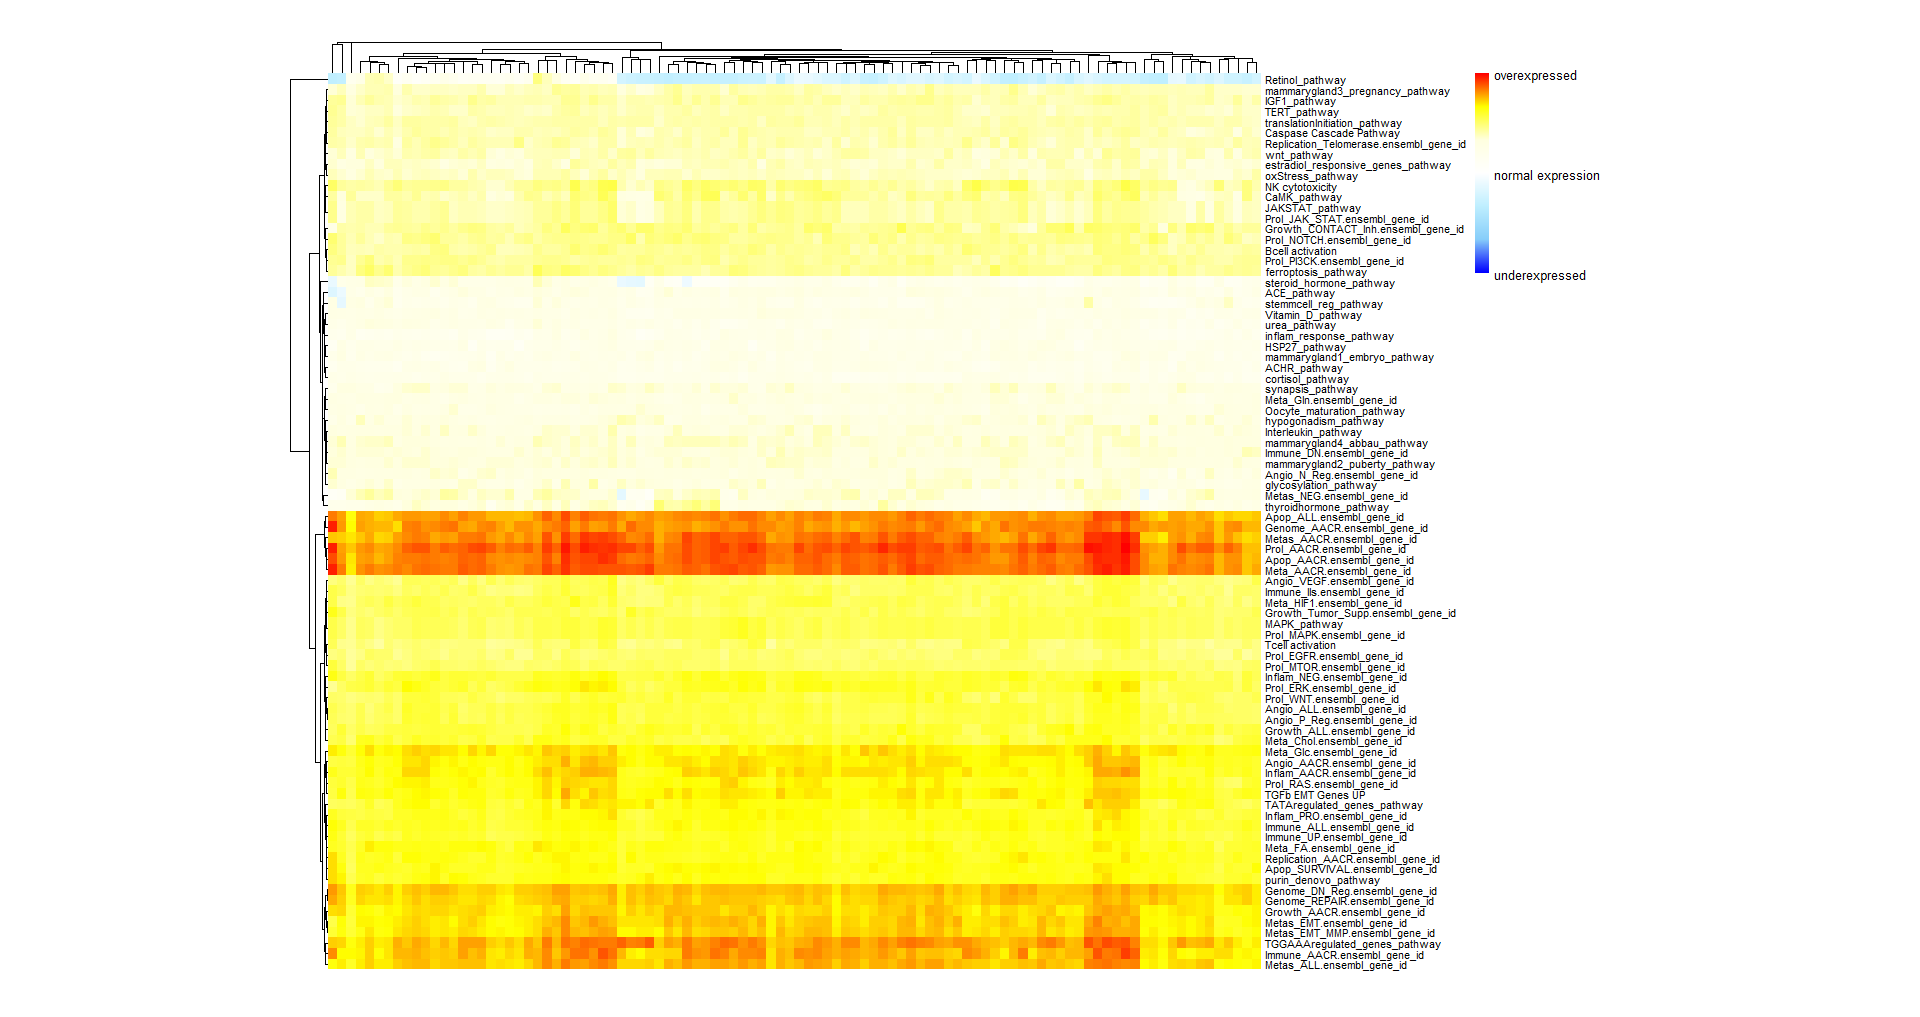 Retinol_pathway
mammarygland3_pregnancy_pathway
IGF1_pathway
TERT_pathway
translationInitiation_pathway
Caspase Cascade Pathway
Replication_Telomerase.ensembl_gene_id
wnt_pathway
estradiol_responsive_genes_pathway
oxStress_pathway
NK cytotoxicity
CaMK_pathway
JAKSTAT_pathway
Prol_JAK_STAT.ensembl_gene_id
Growth_CONTACT_Inh.ensembl_gene_id
Prol_NOTCH.ensembl_gene_id
Bcell activation
Prol_PI3CK.ensembl_gene_id
ferroptosis_pathway
steroid_hormone_pathway
ACE_pathway
stemmcell_reg_pathway
Vitamin_D_pathway
urea_pathway
inflam_response_pathway
HSP27_pathway
mammarygland1_embryo_pathway
ACHR_pathway
cortisol_pathway
synapsis_pathway
Meta_Gln.ensembl_gene_id
Oocyte_maturation_pathway
hypogonadism_pathway
Interleukin_pathway
mammarygland4_abbau_pathway
Immune_DN.ensembl_gene_id
mammarygland2_puberty_pathway
Angio_N_Reg.ensembl_gene_id
glycosylation_pathway
Metas_NEG.ensembl_gene_id
thyroidhormone_pathway
Apop_ALL.ensembl_gene_id
Genome_AACR.ensembl_gene_id
Metas_AACR.ensembl_gene_id
Prol_AACR.ensembl_gene_id
Apop_AACR.ensembl_gene_id
Meta_AACR.ensembl_gene_id
Angio_VEGF.ensembl_gene_id
Immune_IIs.ensembl_gene_id
Meta_HIF1.ensembl_gene_id
Growth_Tumor_Supp.ensembl_gene_id
MAPK_pathway
Prol_MAPK.ensembl_gene_id
Tcell activation
Prol_EGFR.ensembl_gene_id
Prol_MTOR.ensembl_gene_id
Inflam_NEG.ensembl_gene_id
Prol_ERK.ensembl_gene_id
Prol_WNT.ensembl_gene_id
Angio_ALL.ensembl_gene_id
Angio_P_Reg.ensembl_gene_id
Growth_ALL.ensembl_gene_id
Meta_Chol.ensembl_gene_id
Meta_Glc.ensembl_gene_id
Angio_AACR.ensembl_gene_id
Inflam_AACR.ensembl_gene_id
Prol_RAS.ensembl_gene_id
TGFb EMT Genes UP
TATAregulated_genes_pathway
Inflam_PRO.ensembl_gene_id
Immune_ALL.ensembl_gene_id
Immune_UP.ensembl_gene_id
Meta_FA.ensembl_gene_id
Replication_AACR.ensembl_gene_id
Apop_SURVIVAL.ensembl_gene_id
purin_denovo_pathway
Genome_DN_Reg.ensembl_gene_id
Genome_REPAIR.ensembl_gene_id
Growth_AACR.ensembl_gene_id
Metas_EMT.ensembl_gene_id
Metas_EMT_MMP.ensembl_gene_id
TGGAAAregulated_genes_pathway
Immune_AACR.ensembl_gene_id
Metas_ALL.ensembl_gene_id
overexpressed
normal expression
underexpressed